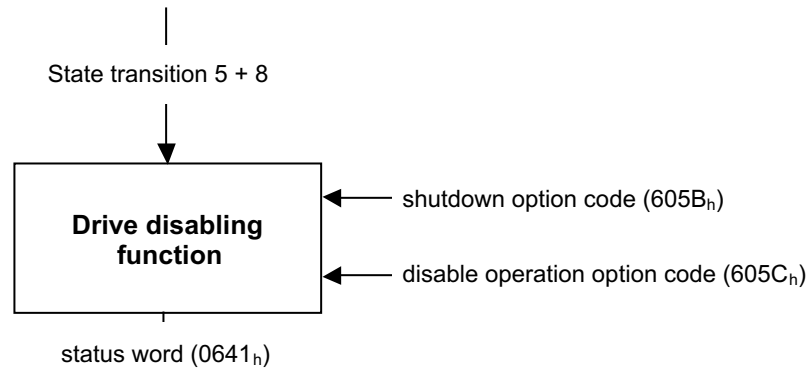 State transition 5 + 8
Drive disabling
function
shutdown option code (605Bₕ)
disable operation option code (605Cₕ)
status word (0641ₕ)